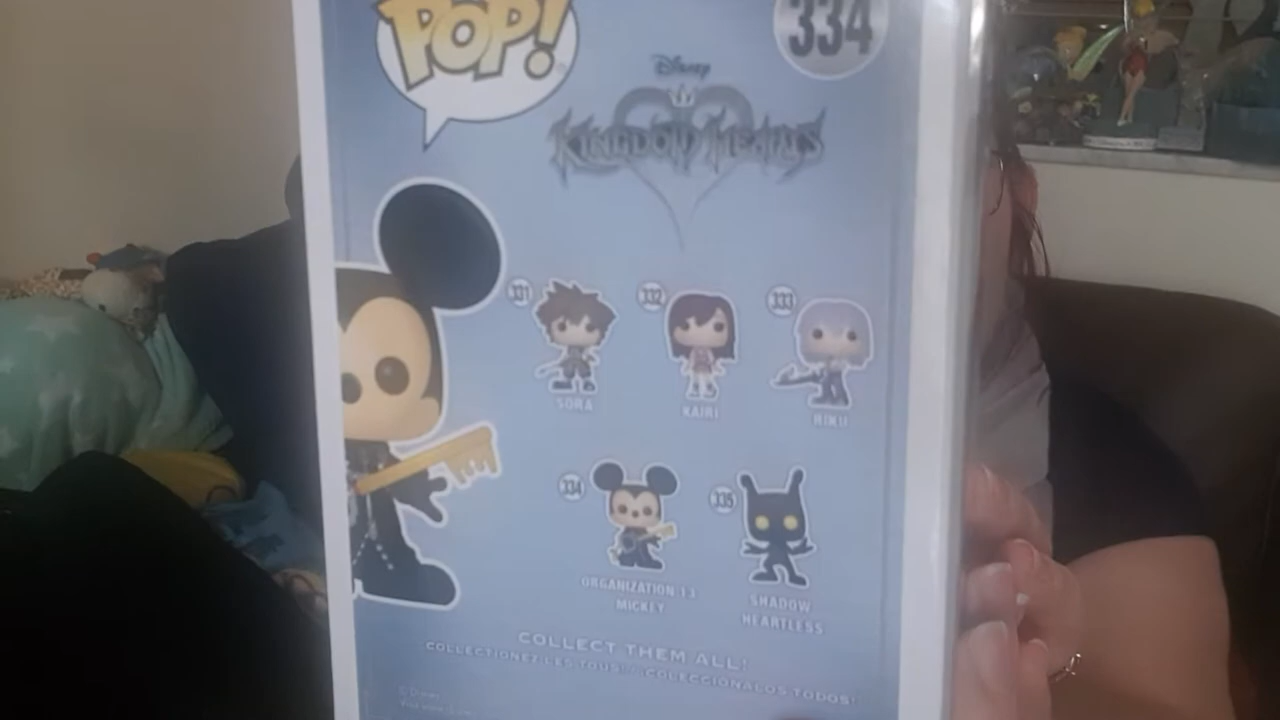 POP!
334
Disney
KINGDOM HEARTS
331
332
333
SORA
KAIRI
RIKU
334
335
ORGANIZATION 13
MICKEY
SHADOW
HEARTLESS
COLLECT THEM ALL!
COLLECTIONNEZ-LES TOUS! ¡COLECCIÓNALOS TODOS!
© Disney